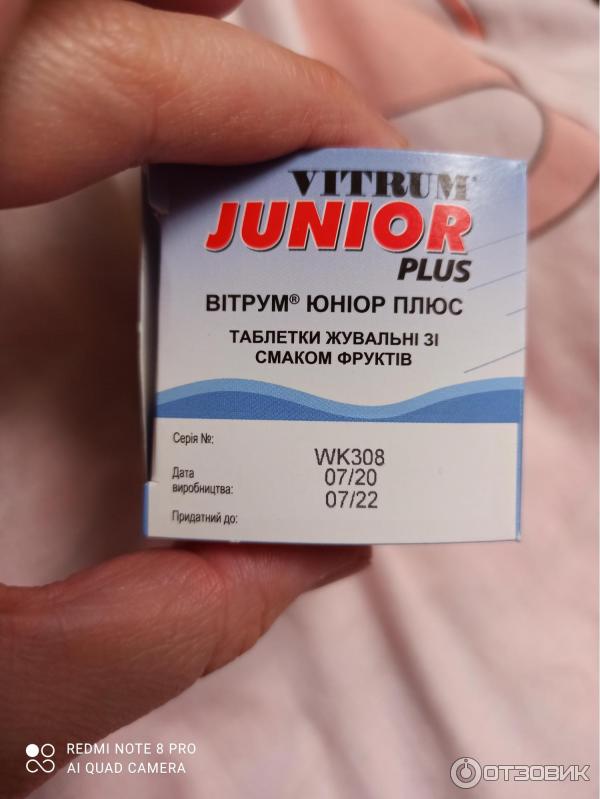 VITRUM
JUNIOR
PLUS
ВІТРУМ® ЮНІОР ПЛЮС
ТАБЛЕТКИ ЖУВАЛЬНІ ЗІ
СМАКОМ ФРУКТІВ
Серія №:
WK308
Дата
виробництва:
07/20
Придатний до:
07/22
REDMI NOTE 8 PRO
AI QUAD CAMERA
ОТЗОВИК